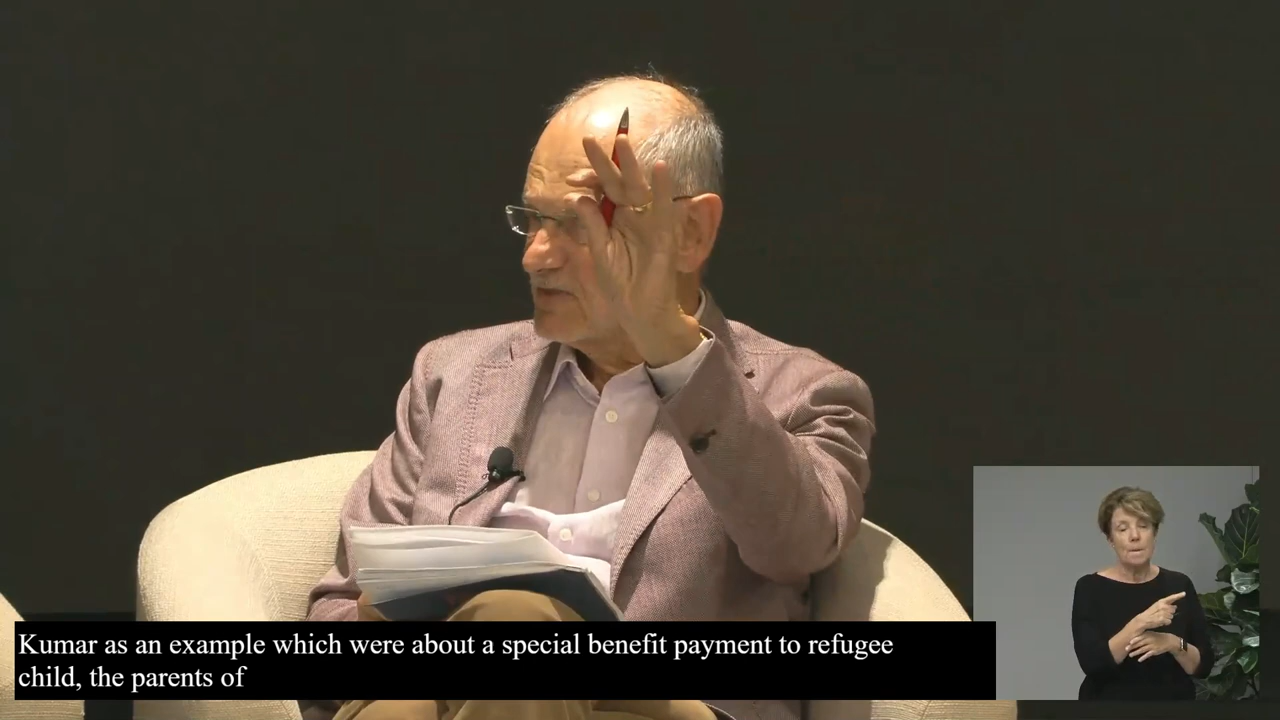 Kumar as an example which were about a special benefit payment to refugee
child, the parents of